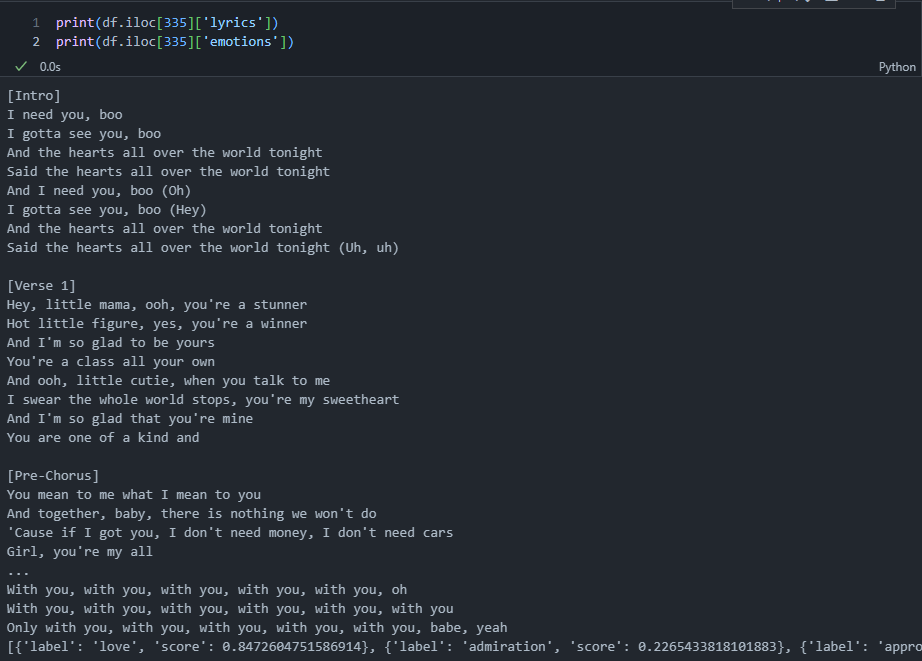 1 print(df.iloc[335]['lyrics'])
2 print(df.iloc[335]['emotions'])
0.0s
Python
[Intro]
I need you, boo
I gotta see you, boo
And the hearts all over the world tonight
Said the hearts all over the world tonight
And I need you, boo (Oh)
I gotta see you, boo (Hey)
And the hearts all over the world tonight
Said the hearts all over the world tonight (Uh, uh)
[Verse 1]
Hey, little mama, ooh, you're a stunner
Hot little figure, yes, you're a winner
And I'm so glad to be yours
You're a class all your own
And ooh, little cutie, when you talk to me
I swear the whole world stops, you're my sweetheart
And I'm so glad that you're mine
You are one of a kind and
[Pre-Chorus]
You mean to me what I mean to you
And together, baby, there is nothing we won't do
'Cause if I got you, I don't need money, I don't need cars
Girl, you're my all
...
With you, with you, with you, with you, with you, oh
With you, with you, with you, with you, with you, with you
Only with you, with you, with you, with you, with you, babe, yeah
[{'label': 'love', 'score': 0.8472604751586914}, {'label': 'admiration', 'score': 0.2265433818101883}, {'label': 'appro